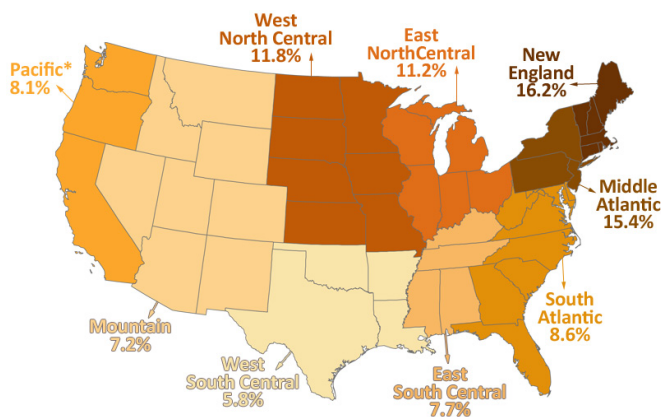 West
North Central
11.8%
East
NorthCentral
11.2%
New
England
16.2%
Pacific*
8.1%
Middle
Atlantic
15.4%
South
Atlantic
8.6%
Mountain
7.2%
West
South Central
5.8%
East
South Central
7.7%